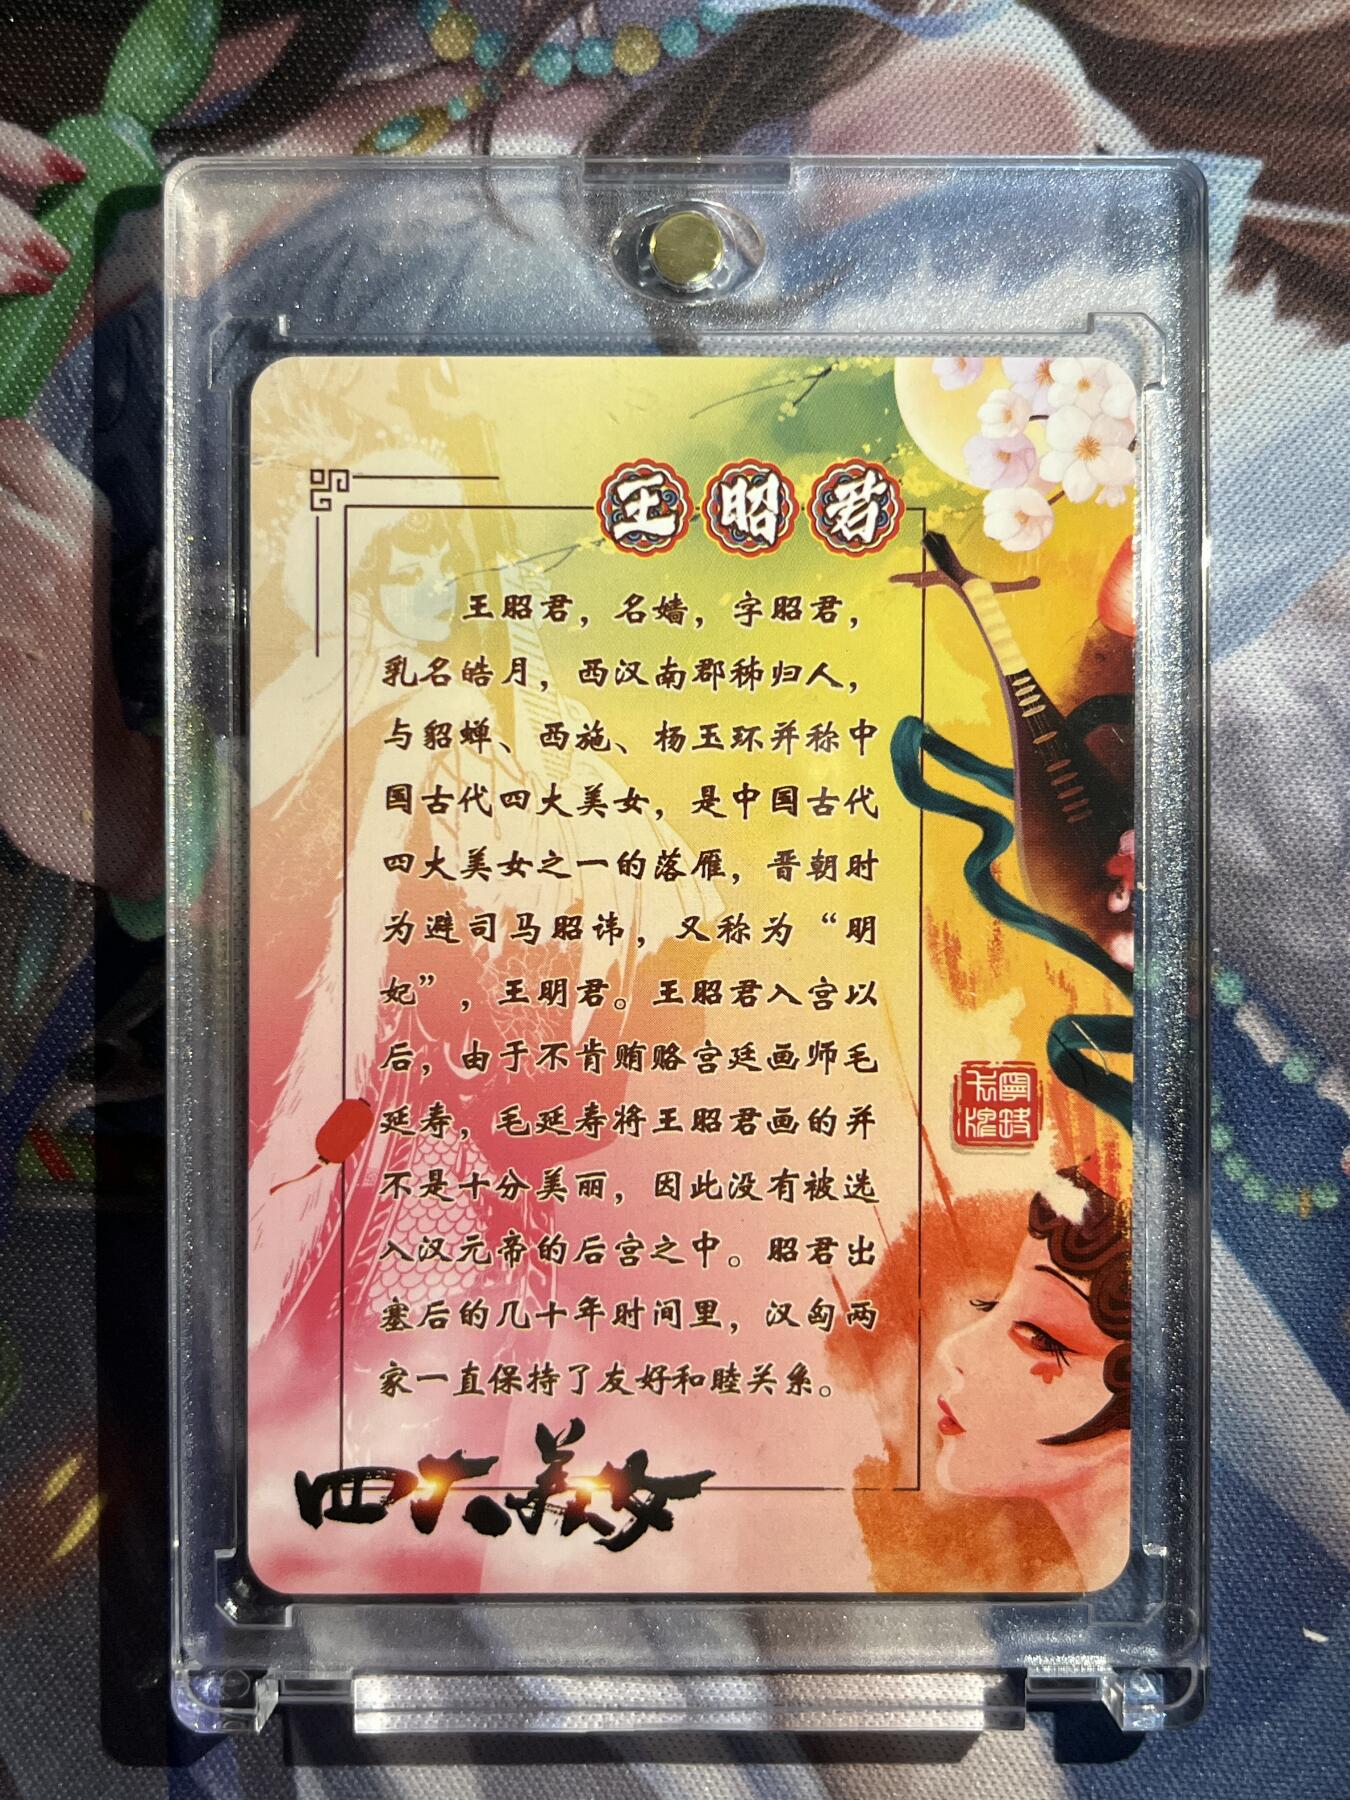 王昭君
王昭君，名嫱，字昭君，
乳名皓月，西汉南郡秭归人，
与貂蝉、西施、杨玉环并称中
国古代四大美女，是中国古代
四大美女之一的落雁，晋朝时
为避司马昭讳，又称为“明
妃”，王明君。王昭君入宫以
后，由于不肯贿赂宫廷画师毛
延寿，毛延寿将王昭君画的并
不是十分美丽，因此没有被选
入汉元帝的后宫之中。昭君出
塞后的几十年时间里，汉匈两
家一直保持了友好和睦关系。
四大美女